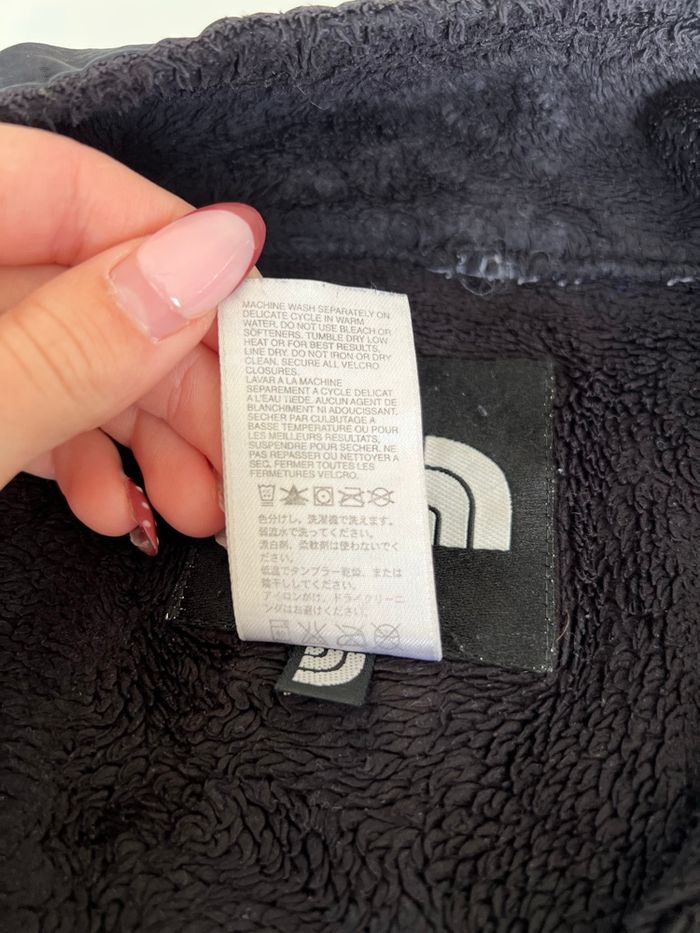 MACHINE WASH SEPARATELY ON
DELICATE CYCLE IN WARM
WATER. DO NOT USE BLEACH OR
SOFTENERS. TUMBLE DRY LOW
HEAT OR FOR BEST RESULTS,
LINE DRY. DO NOT IRON OR DRY
CLEAN. SECURE ALL VELCRO
CLOSURES.
LAVAR A LA MACHINE
SEPAREMENT A CYCLE DELICAT
A L'EAU TIEDE. AUCUN AGENT DE
BLANCHIMENT NI ADOUCISSANT.
SECHER PAR CULBUTAGE A
BASSE TEMPERATURE OU POUR
LES MEILLEURS RESULTATS,
SUSPENDRE POUR SECHER. NE
PAS REPASSER OU NETTOYER A
SEC. FERMER TOUTES LES
FERMETURES VELCRO.
色分けし、洗濯機で洗えます。
弱流水で洗ってください。
漂白剤、柔軟剤は使わないでく
ださい。
低温でタンブラー乾燥、または
陰干ししてください。
アイロンがけ、ドライクリーニ
ングはお避けください。